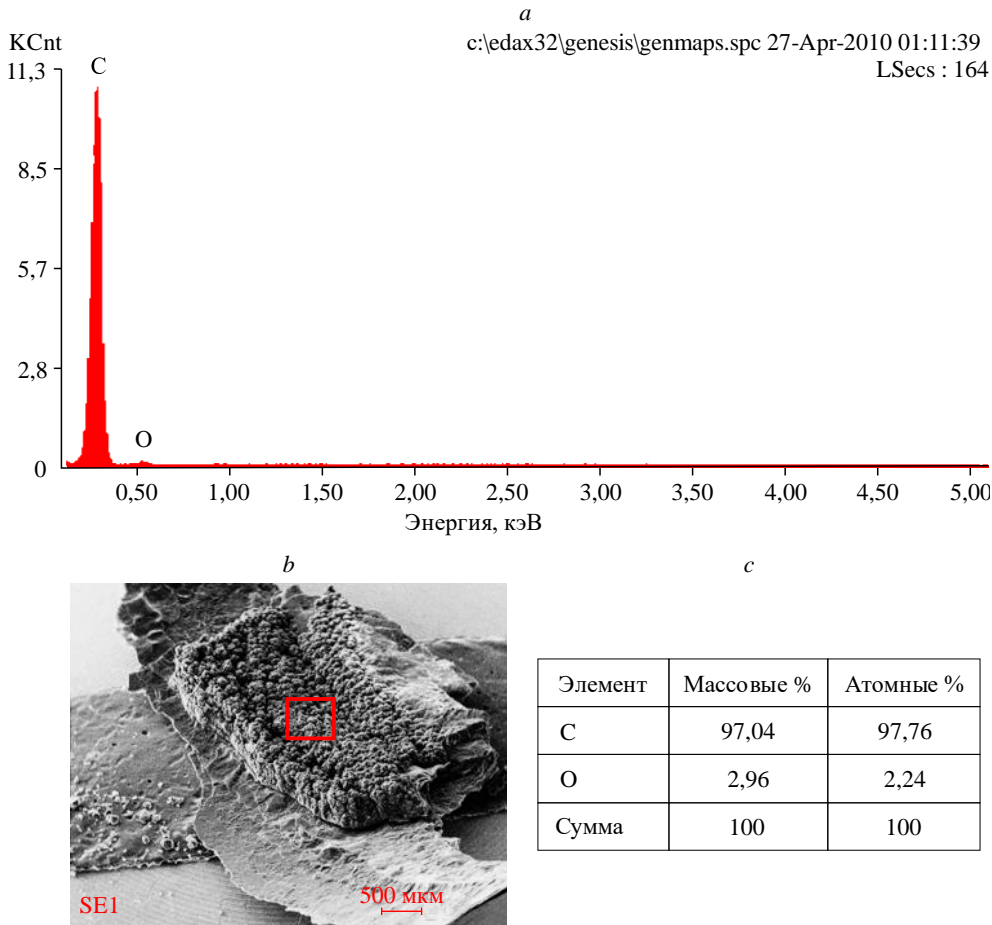 a
KCnt
c:\edax32\genesis\genmaps.spc 27-Apr-2010 01:11:39
LSecs : 164
11,3
C
8,5
5,7
2,8
O
0
0,50 1,00 1,50 2,00 2,50 3,00 3,50 4,00 4,50 5,00
Энергия, кэВ
b
c
SE1
500 мкм
Элемент Массовые % Атомные %
C 97,04 97,76
O 2,96 2,24
Сумма 100 100